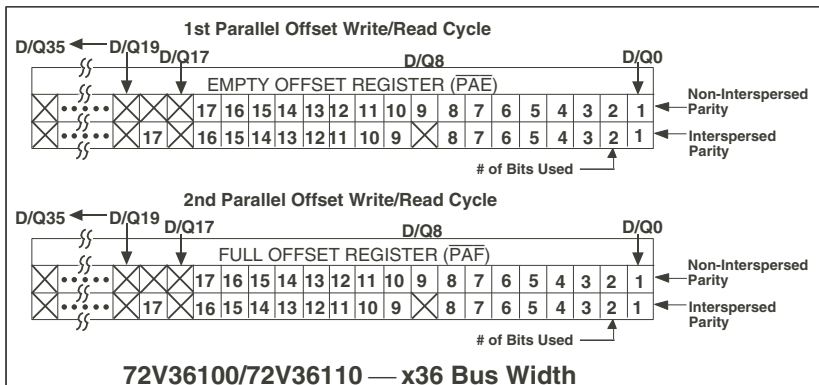 1st Parallel Offset Write/Read Cycle
D/Q35 D/Q19 D/Q17 D/Q8 D/Q0
EMPTY OFFSET REGISTER (PAE)
17 16 15 14 13 12 11 10 9 8 7 6 5 4 3 2 1 Non-Interspersed Parity
17 16 15 14 13 12 11 10 9 8 7 6 5 4 3 2 1 Interspersed Parity
# of Bits Used
2nd Parallel Offset Write/Read Cycle
D/Q35 D/Q19 D/Q17 D/Q8 D/Q0
FULL OFFSET REGISTER (PAF)
17 16 15 14 13 12 11 10 9 8 7 6 5 4 3 2 1 Non-Interspersed Parity
17 16 15 14 13 12 11 10 9 8 7 6 5 4 3 2 1 Interspersed Parity
# of Bits Used
72V36100/72V36110 — x36 Bus Width